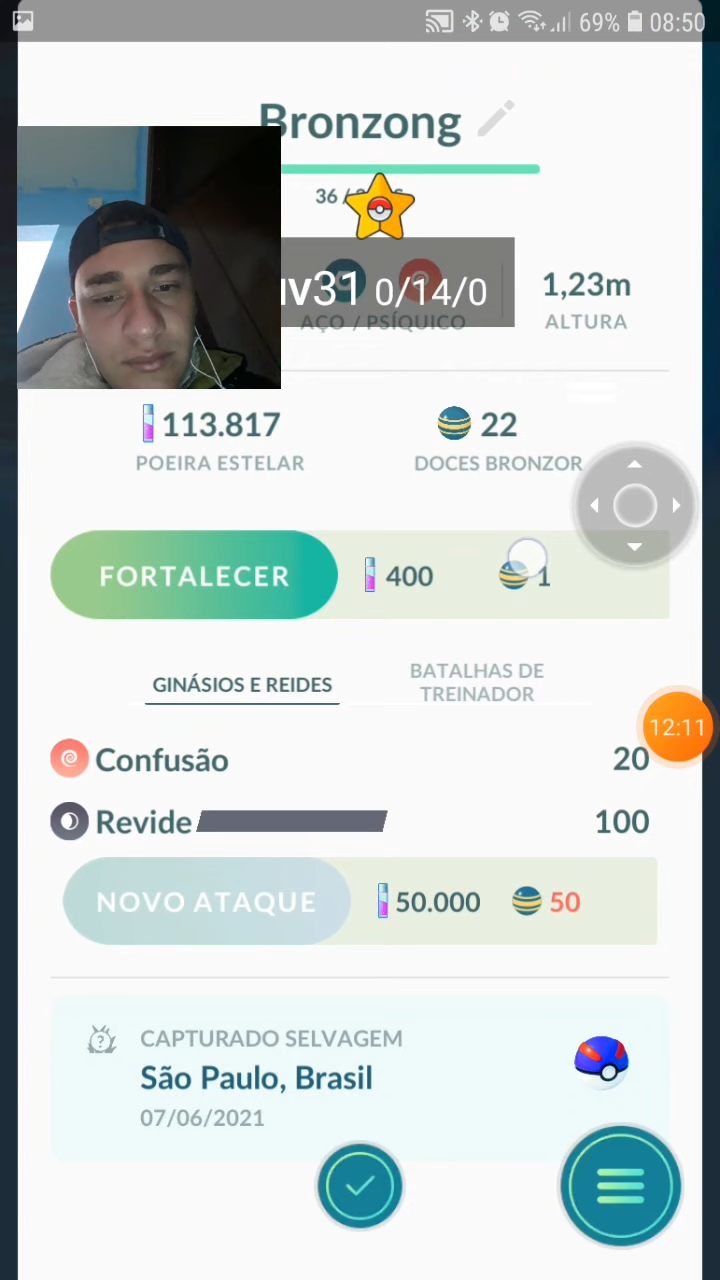 69% 08:50
Bronzong
36 /
IV31 0/14/0
1,23m
AÇO / PSÍQUICO
ALTURA
113.817
22
POEIRA ESTELAR
DOCES BRONZOR
FORTALECER
400
1
GINÁSIOS E REIDES
BATALHAS DE
TREINADOR
12:11
Confusão
20
Revide
100
NOVO ATAQUE
50.000
50
CAPTURADO SELVAGEM
São Paulo, Brasil
07/06/2021